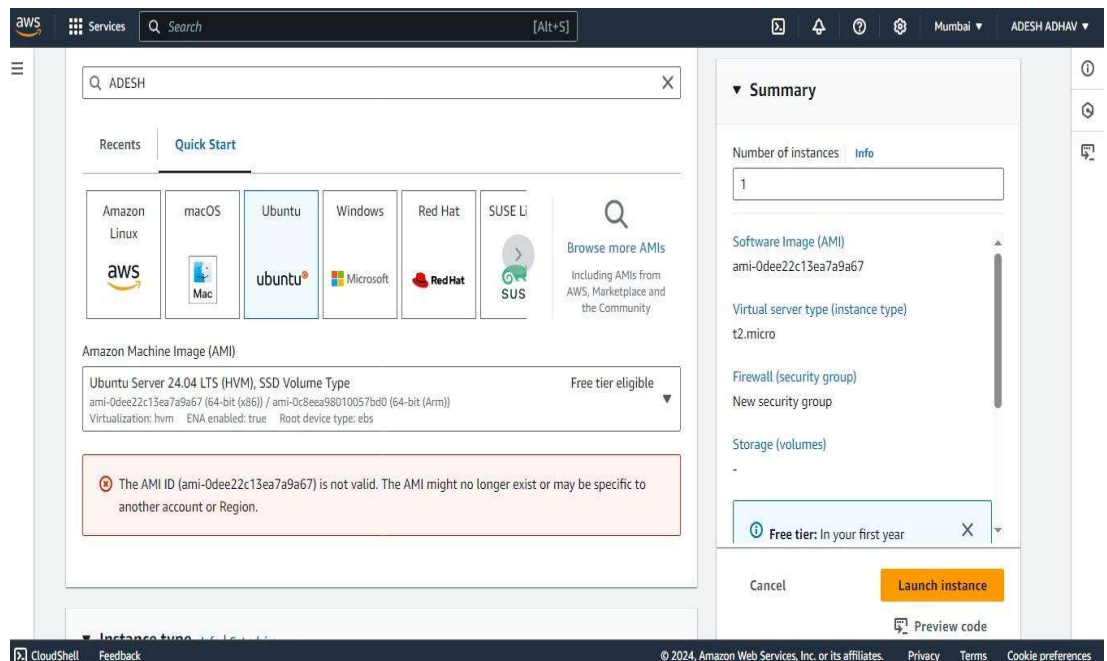 aws
Services
Search
[Alt+S]
Mumbai ▼
ADESH ADHAV ▼
ADESH
Recents
Quick Start
Amazon
Linux
aws
macOS
Mac
Ubuntu
ubuntu
Windows
Microsoft
Red Hat
Red Hat
SUSE Li
SUS
Browse more AMIs
Including AMIs from
AWS, Marketplace and
the Community
Amazon Machine Image (AMI)
Ubuntu Server 24.04 LTS (HVM), SSD Volume Type
Free tier eligible
ami-0dee22c13ea7a9a67 (64-bit (x86)) / ami-0c8eea98010057bd0 (64-bit (Arm))
Virtualization: hvm ENA enabled: true Root device type: ebs
The AMI ID (ami-0dee22c13ea7a9a67) is not valid. The AMI might no longer exist or may be specific to
another account or Region.
▼ Summary
Number of instances Info
1
Software Image (AMI)
ami-0dee22c13ea7a9a67
Virtual server type (instance type)
t2.micro
Firewall (security group)
New security group
Storage (volumes)
-
Free tier: In your first year
Cancel
Launch instance
Preview code
▼ Instance type
CloudShell
Feedback
© 2024, Amazon Web Services, Inc. or its affiliates.
Privacy
Terms
Cookie preferences